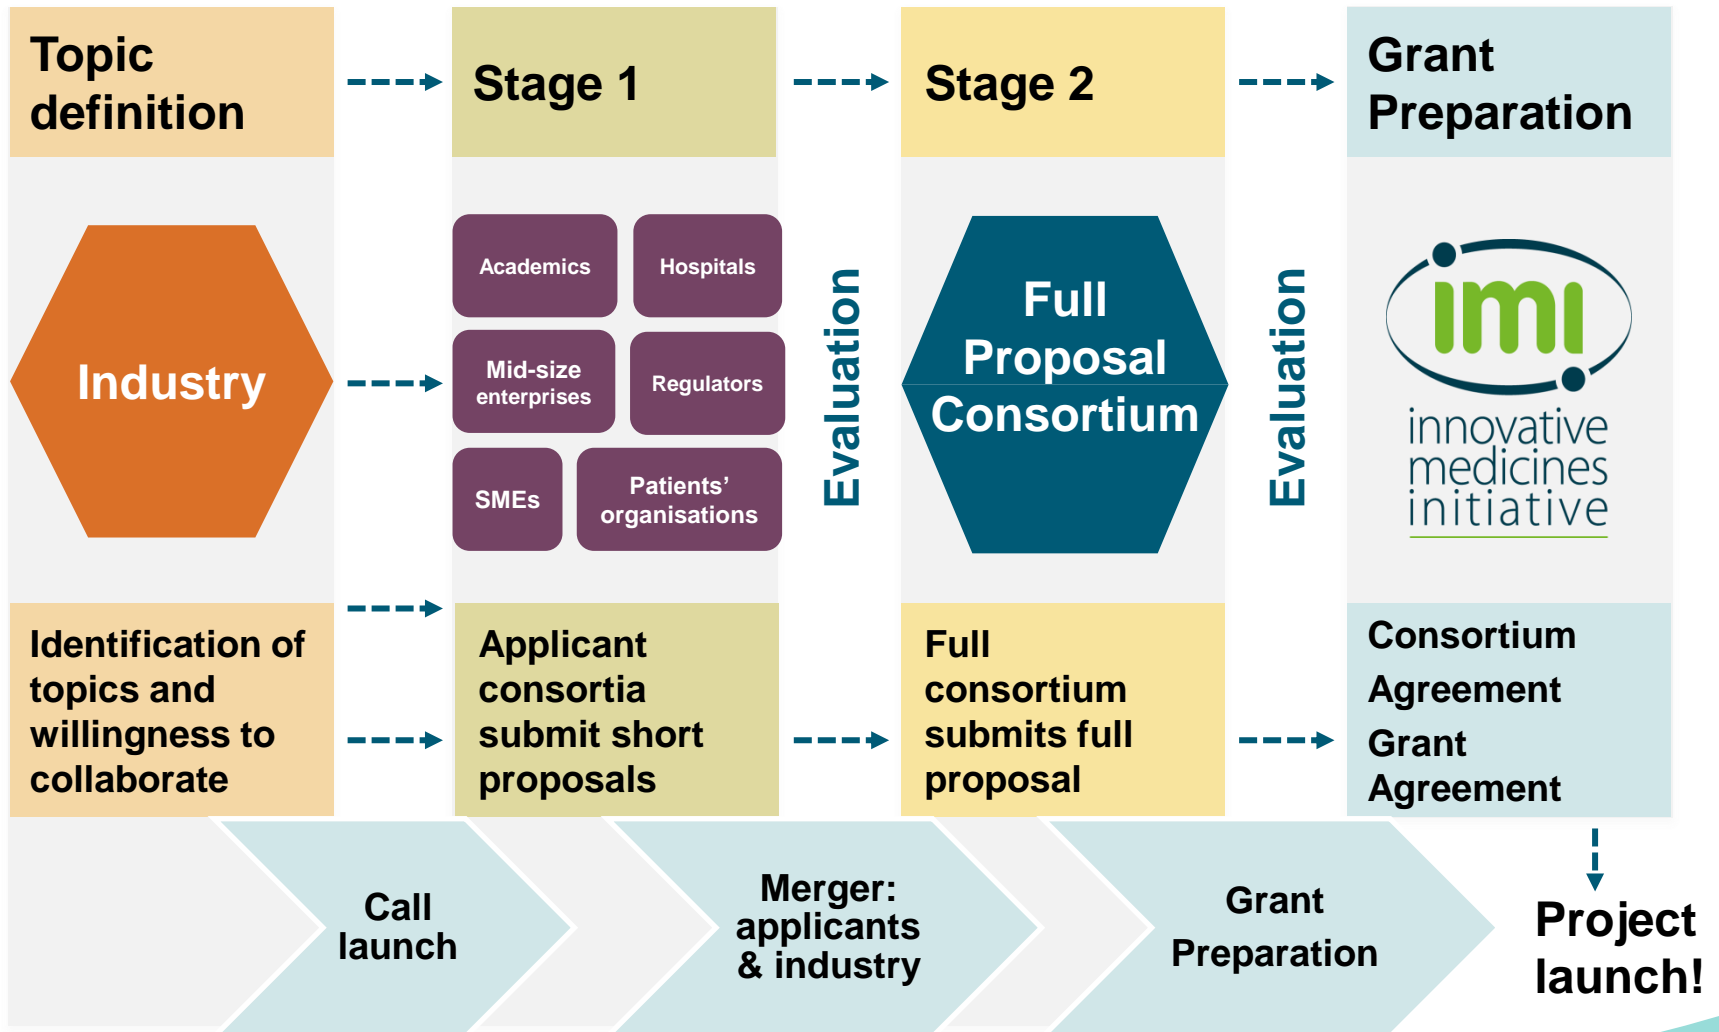 Topic
definition
Stage 1
Stage 2
Grant
Preparation
Industry
Academics
Hospitals
Mid-size
enterprises
Regulators
SMEs
Patients’
organisations
Evaluation
Full
Proposal
Consortium
Evaluation
imi
innovative
medicines
initiative
Identification of
topics and
willingness to
collaborate
Applicant
consortia
submit short
proposals
Full
consortium
submits full
proposal
Consortium
Agreement
Grant
Agreement
Call
launch
Merger:
applicants
& industry
Grant
Preparation
Project
launch!